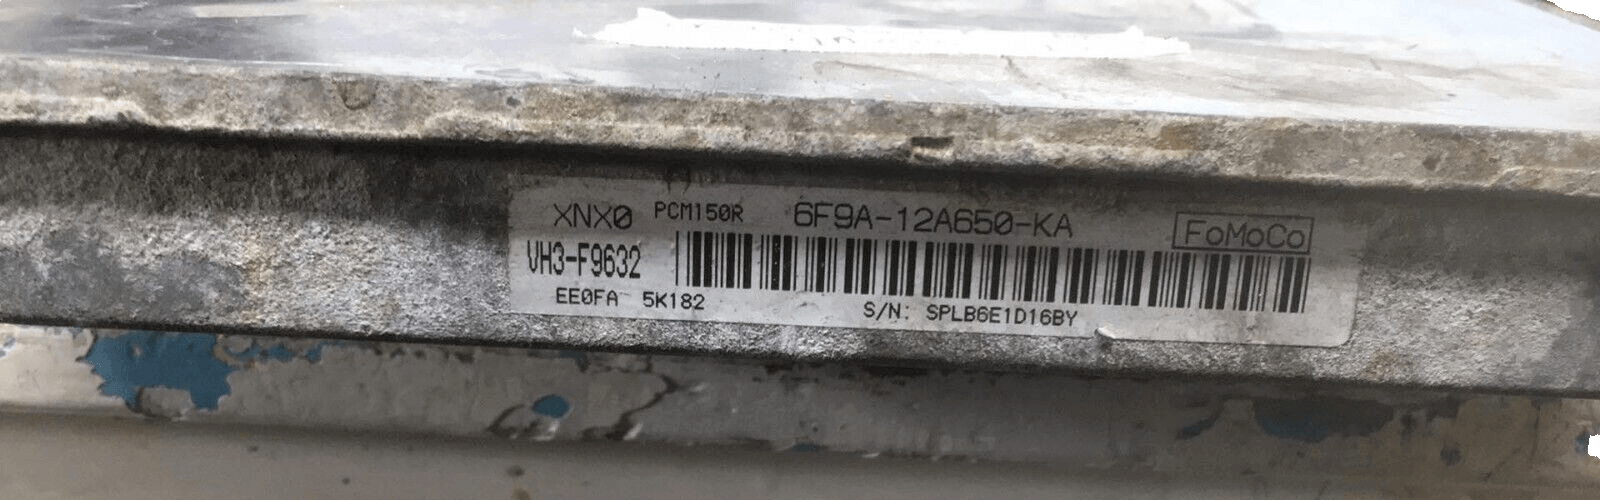 XNX0 PCM150R 6F9A-12A650-KA FoMoCo
VH3-F9632
EE0FA 5K182 S/N: SPLB6E1D16BY